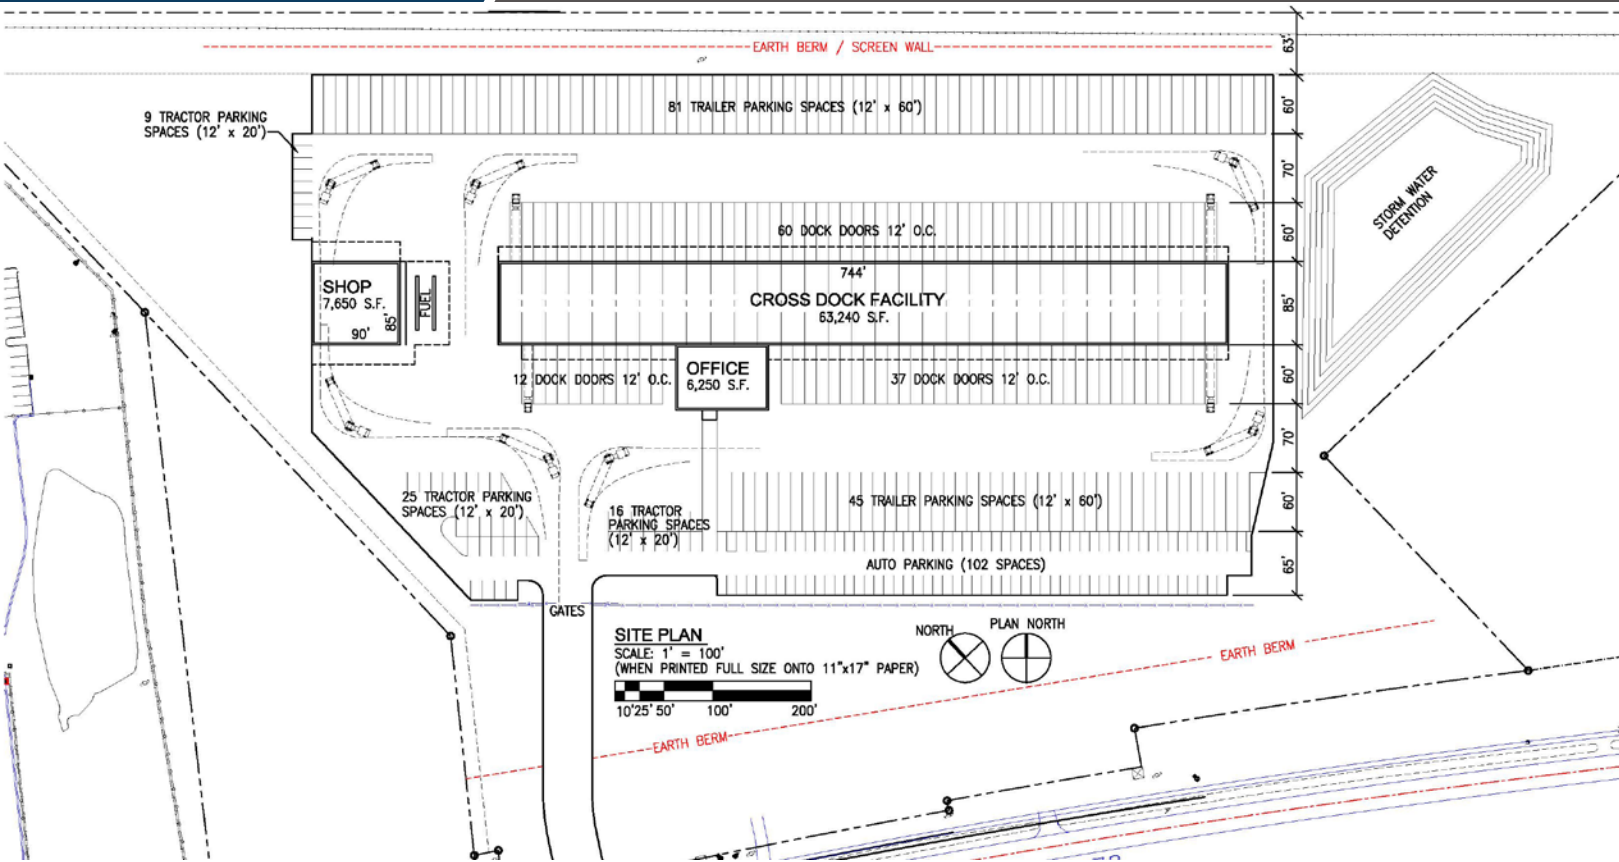 EARTH BERM / SCREEN WALL
63'
81 TRAILER PARKING SPACES (12' x 60')
60'
9 TRACTOR PARKING
SPACES (12' x 20')
70'
STORM WATER
DETENTION
60 DOCK DOORS 12' O.C.
60'
744'
SHOP
7,650 S.F.
90'
85'
FUEL
CROSS DOCK FACILITY
63,240 S.F.
85'
OFFICE
6,250 S.F.
12 DOCK DOORS 12' O.C.
37 DOCK DOORS 12' O.C.
60'
70'
25 TRACTOR PARKING
SPACES (12' x 20')
16 TRACTOR
PARKING SPACES
(12' x 20')
45 TRAILER PARKING SPACES (12' x 60')
60'
AUTO PARKING (102 SPACES)
65'
GATES
SITE PLAN
SCALE: 1' = 100'
(WHEN PRINTED FULL SIZE ONTO 11"x17" PAPER)
10'25' 50' 100' 200'
NORTH
PLAN NORTH
EARTH BERM
EARTH BERM